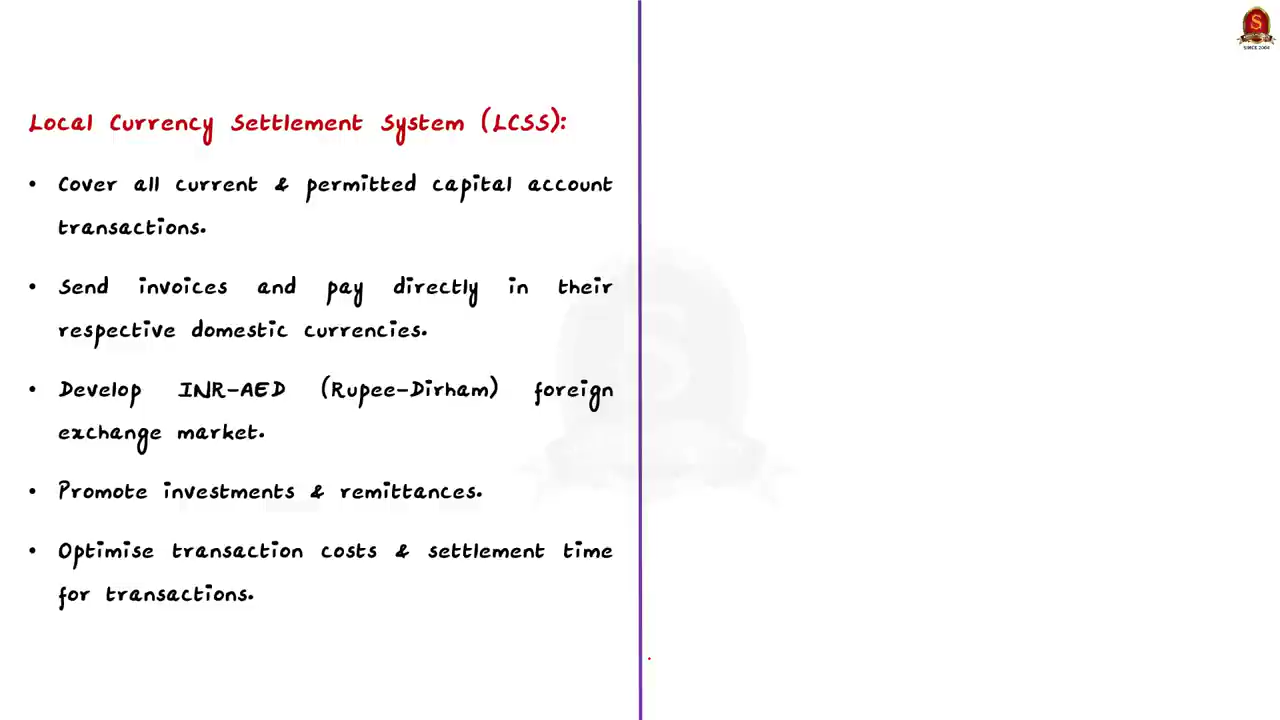 Local Currency Settlement System (LCSS):
• Cover all current & permitted capital account
transactions.
• Send invoices and pay directly in their
respective domestic currencies.
• Develop INR-AED (Rupee-Dirham) foreign
exchange market.
• Promote investments & remittances.
• Optimise transaction costs & settlement time
for transactions.
S
SINCE 2004